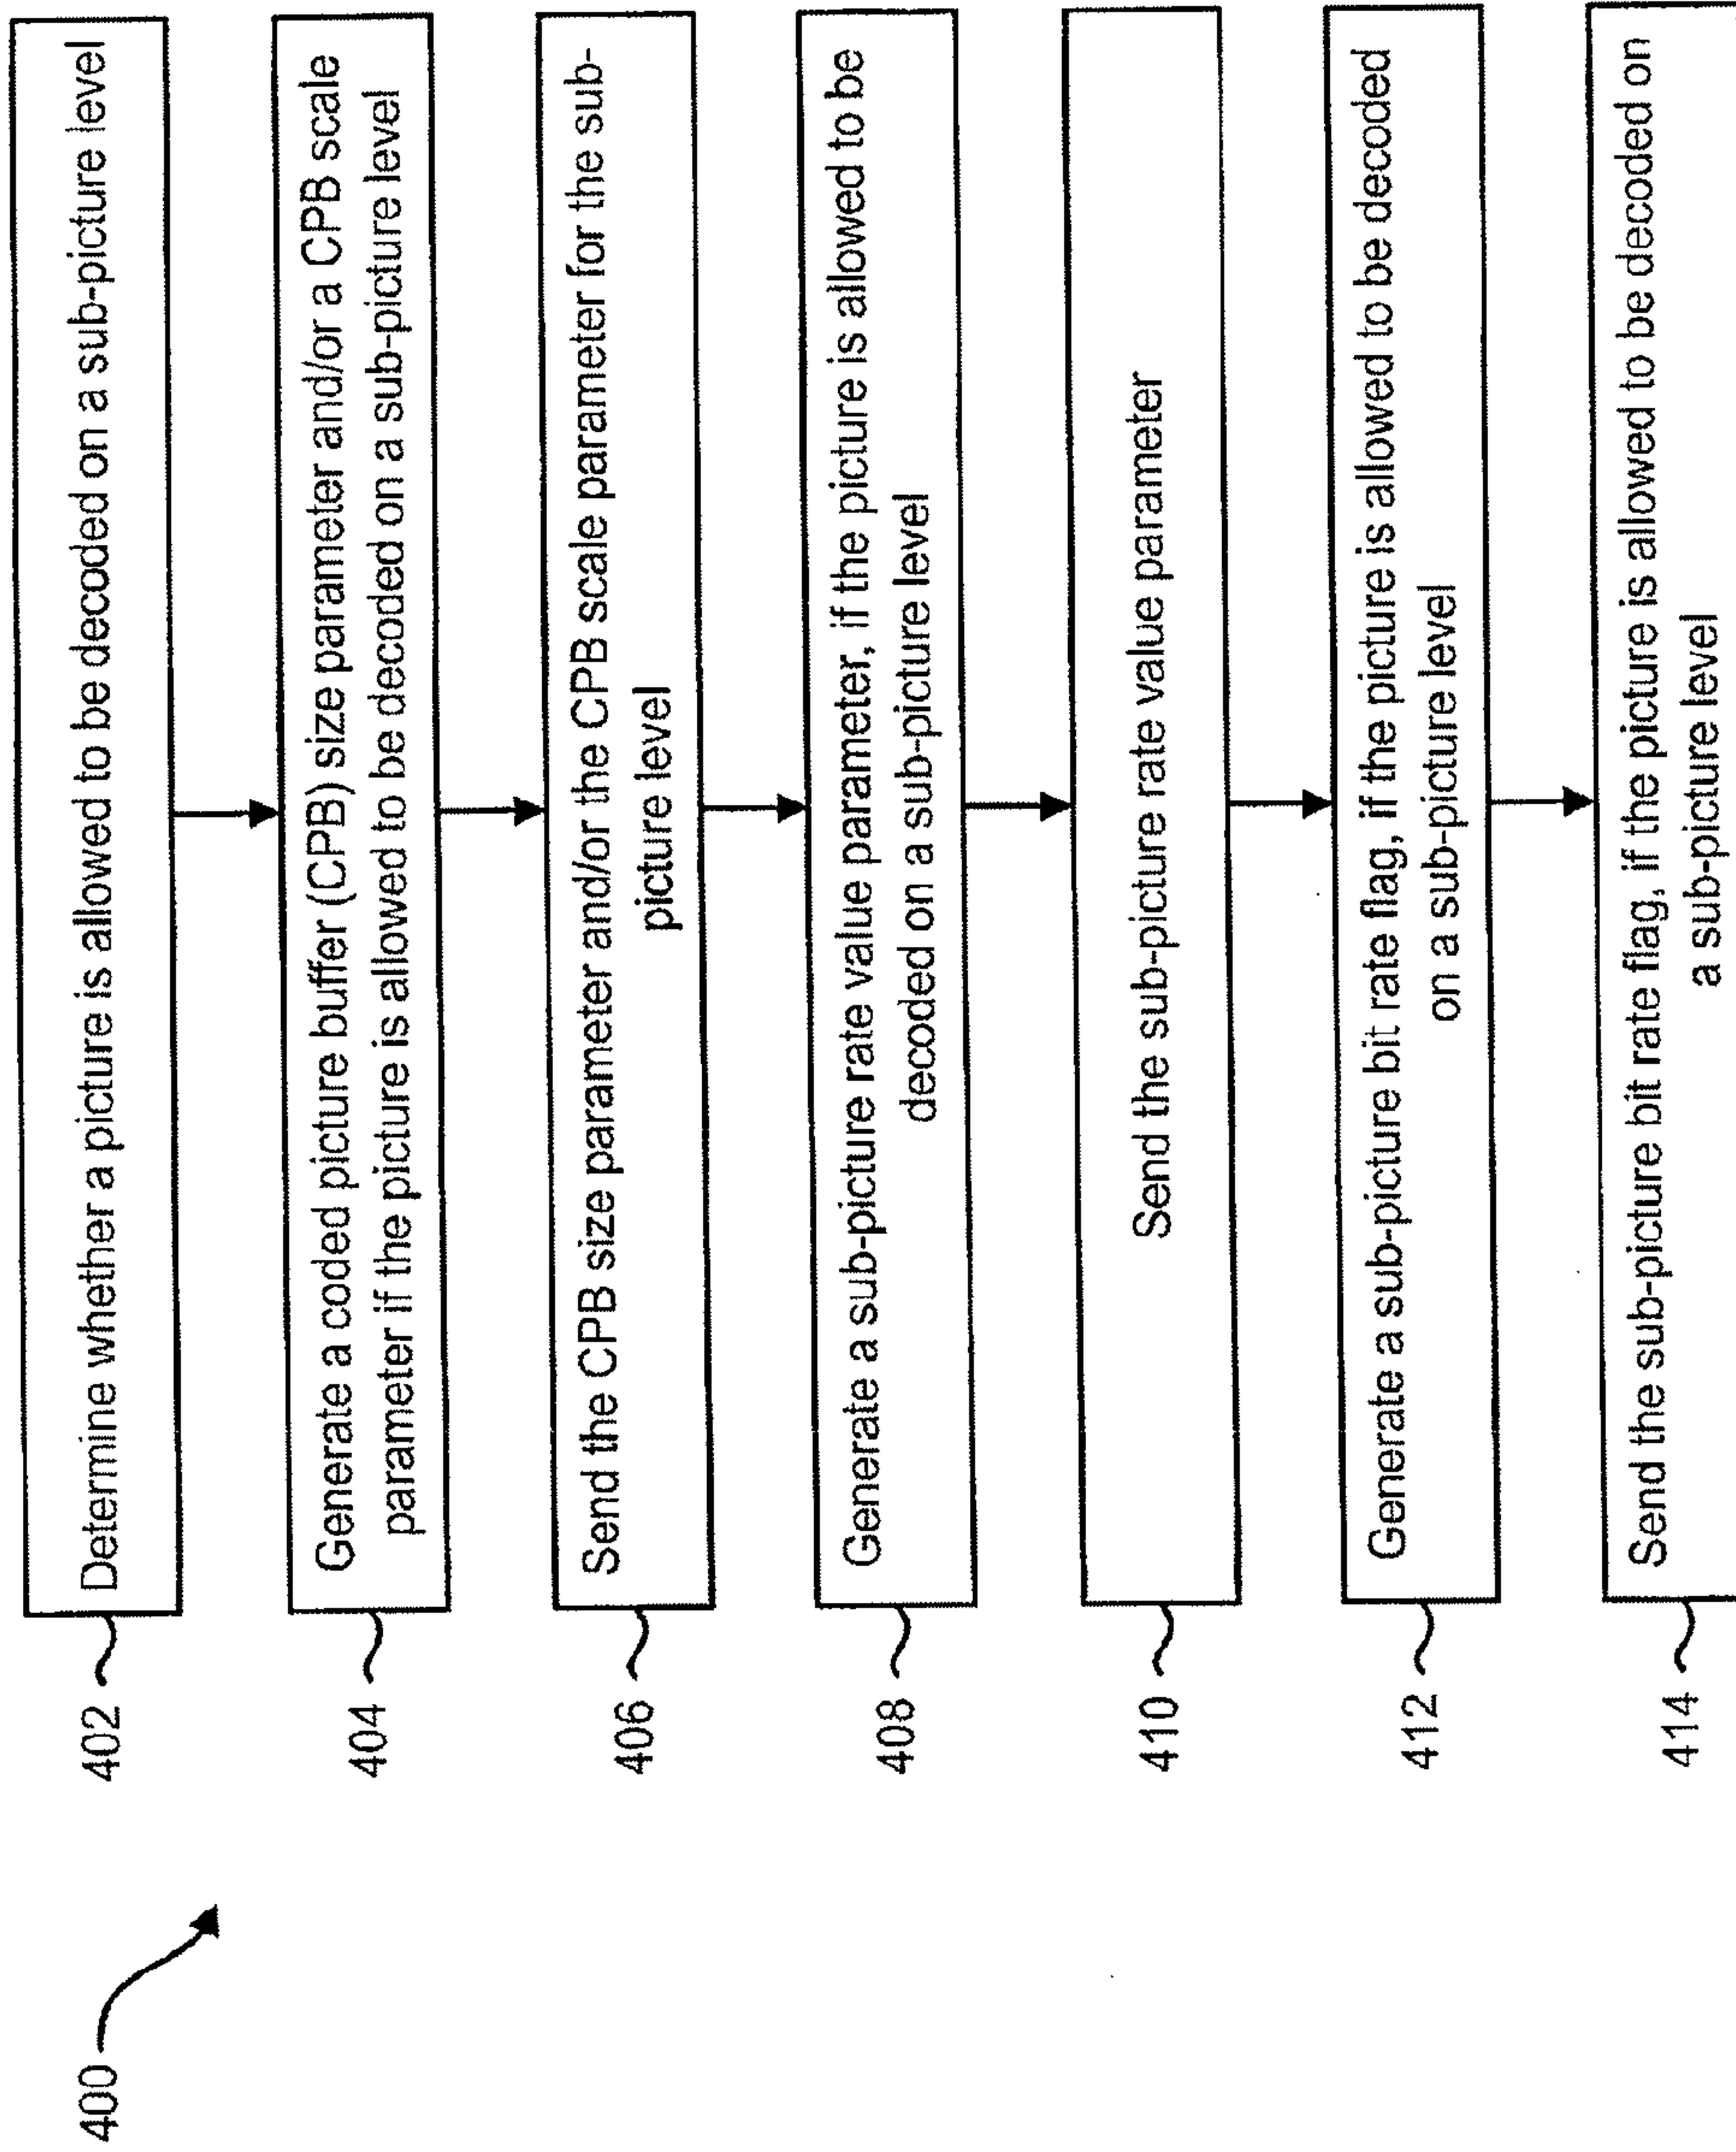 400
402
Determine whether a picture is allowed to be decoded on a sub-picture level
404
Generate a coded picture buffer (CPB) size parameter and/or a CPB scale
parameter if the picture is allowed to be decoded on a sub-picture level
406
Send the CPB size parameter and/or the CPB scale parameter for the sub-
picture level
408
Generate a sub-picture rate value parameter, if the picture is allowed to be
decoded on a sub-picture level
410
Send the sub-picture rate value parameter
412
Generate a sub-picture bit rate flag, if the picture is allowed to be decoded
on a sub-picture level
414
Send the sub-picture bit rate flag, if the picture is allowed to be decoded on
a sub-picture level